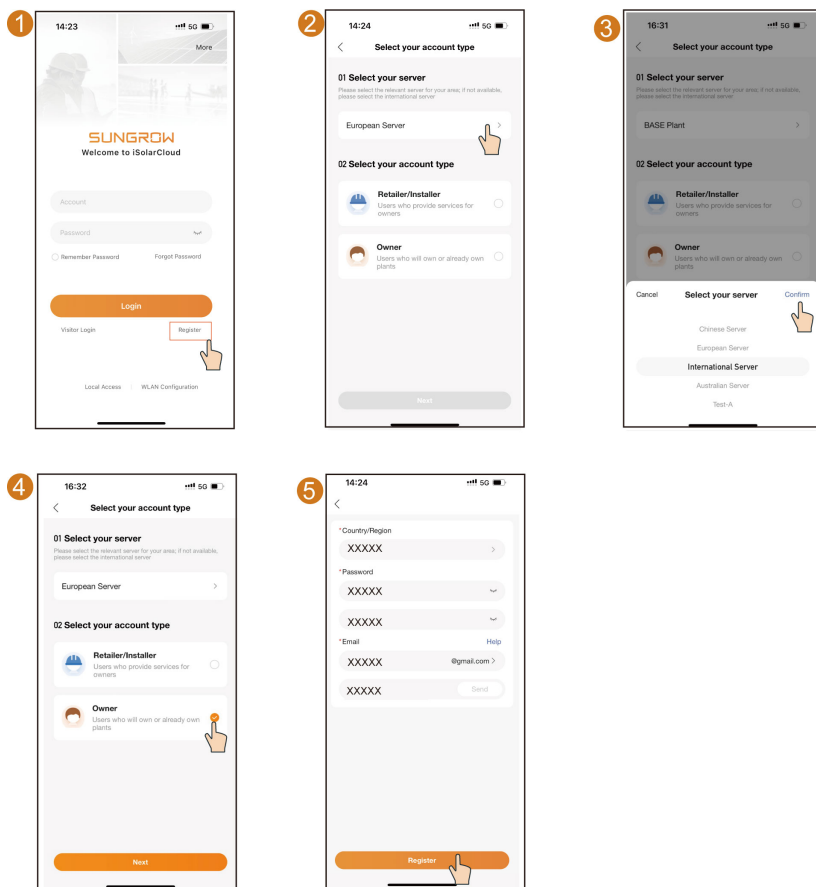 1
14:23
5G
More
SUNGROW
Welcome to iSolarCloud
Account
Password
Remember Password Forgot Password
Login
Visitor Login Register
Local Access WLAN Configuration
2
14:24
5G
Select your account type
01 Select your server
Please select the relevant server for your area; if not available,
please select the international server
European Server
02 Select your account type
Retailer/Installer
Users who provide services for
owners
Owner
Users who will own or already own
plants
Next
3
16:31
5G
Select your account type
01 Select your server
Please select the relevant server for your area; if not available,
please select the international server
BASE Plant
02 Select your account type
Retailer/Installer
Users who provide services for
owners
Owner
Users who will own or already own
plants
Cancel Select your server Confirm
Chinese Server
European Server
International Server
Australian Server
Test-A
4
16:32
5G
Select your account type
01 Select your server
Please select the relevant server for your area; if not available,
please select the international server
European Server
02 Select your account type
Retailer/Installer
Users who provide services for
owners
Owner
Users who will own or already own
plants
Next
5
14:24
5G
*Country/Region
XXXXX
*Password
XXXXX
XXXXX
*Email Help
XXXXX @gmail.com
XXXXX Send
Register